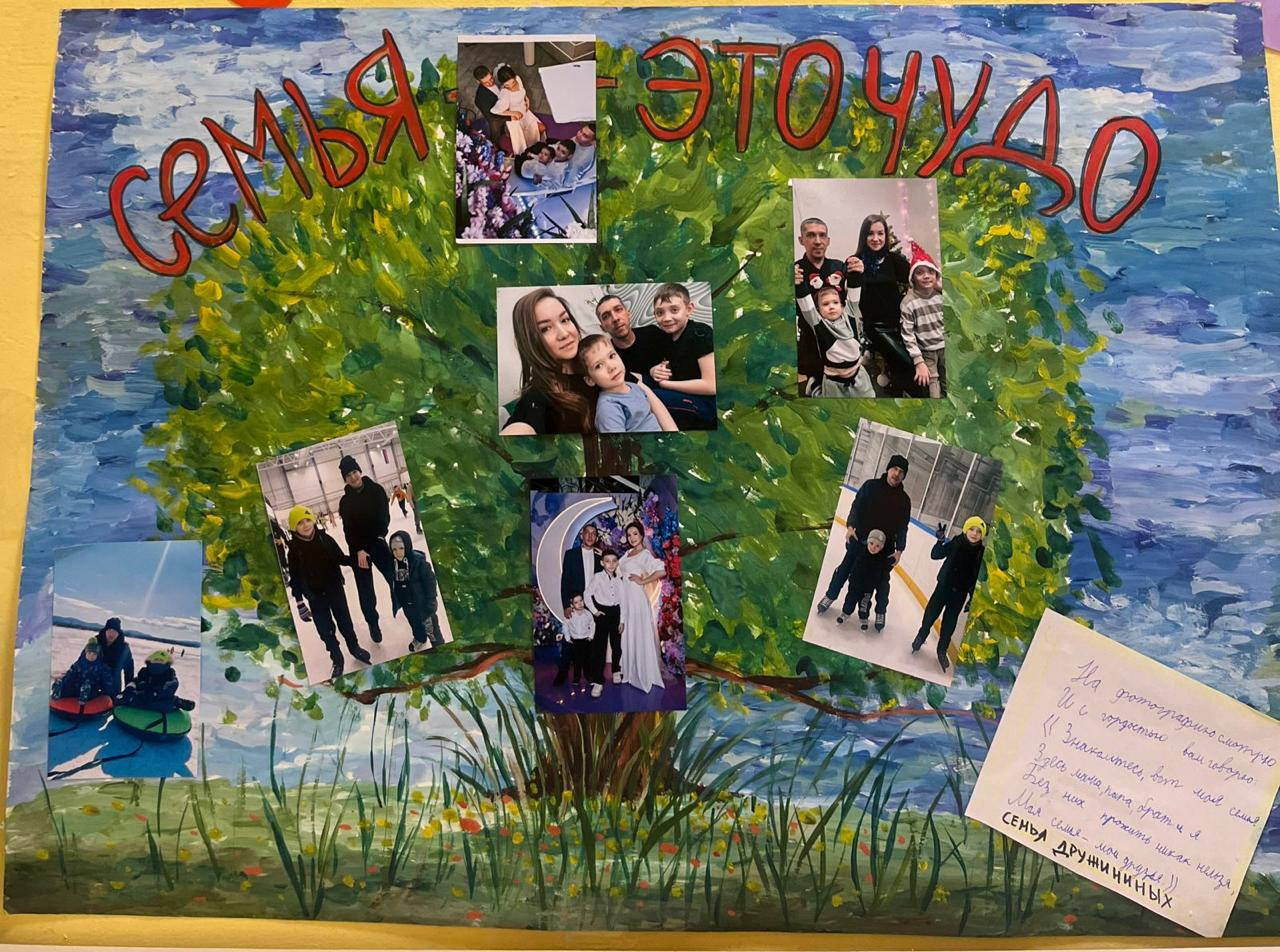 СЕМЬЯ - ЭТО ЧУДО
На фотографию смотрю
И с гордостью вам говорю:
(( Знакомтесь, вот моя семья
Здесь мама, папа, брат и я
Без них прожить никак нельзя,
Моя семья - мои друзья ))
СЕМЬЯ ДРУЖИНИНЫХ